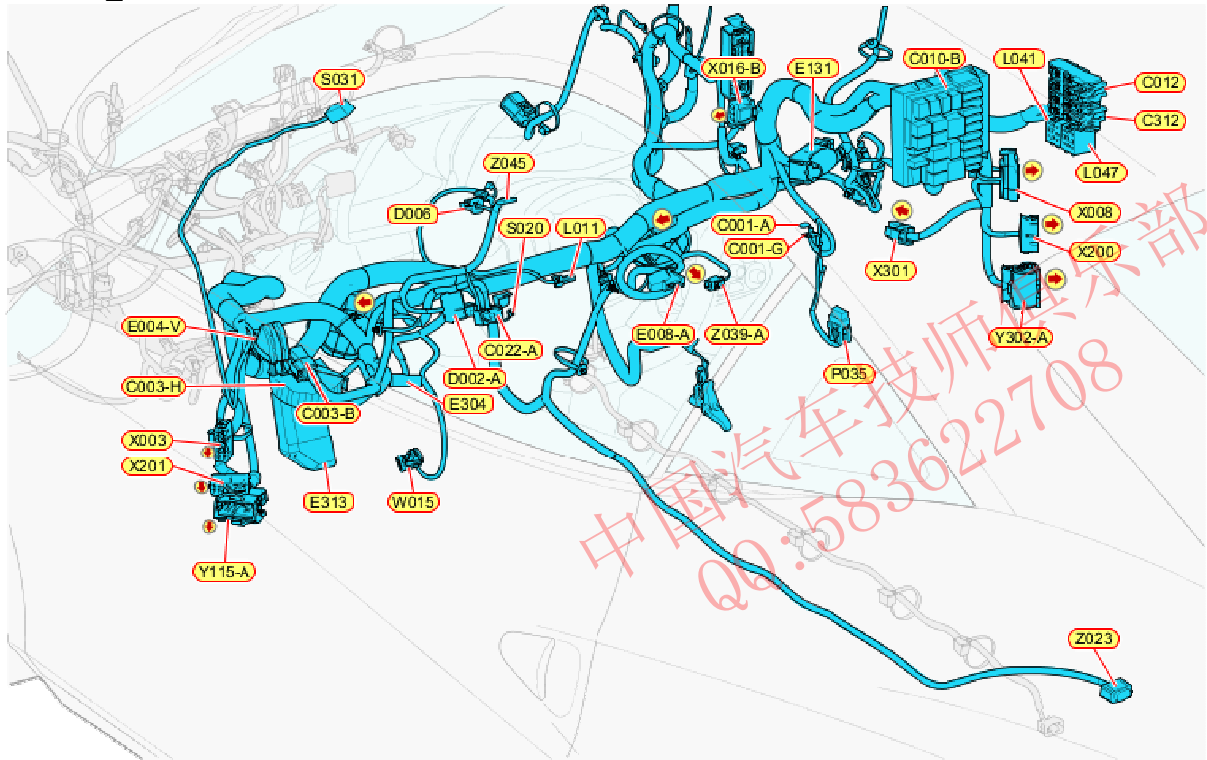 S031
X016-B
E131
C010-B
L041
C012
C312
L047
Z045
D006
S020
L011
C001-A
C001-G
X301
X008
X200
Y302-A
E004-V
C003-H
C003-B
C022-A
D002-A
E304
E008-A
Z039-A
P035
X003
X201
E313
W015
Y115-A
Z023
中国汽车技师俱乐部
QQ:583622708